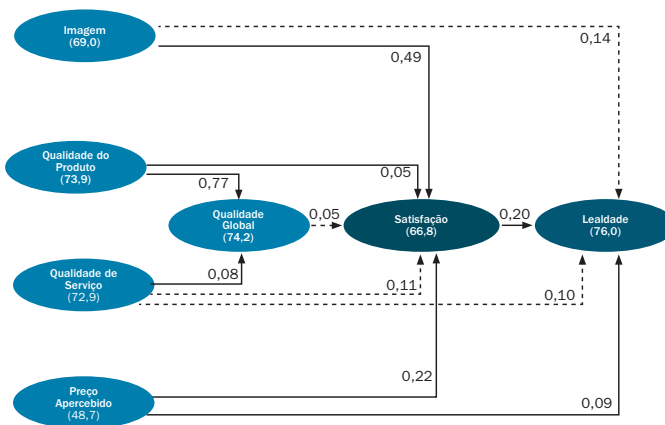 Imagem
(69,0)
0,14
0,49
Qualidade do
Produto
(73,9)
0,05
0,77
Qualidade
Global
(74,2)
0,05
Satisfação
(66,8)
0,20
Lealdade
(76,0)
Qualidade de
Serviço
(72,9)
0,08
0,11
0,10
Preço
Apercebido
(48,7)
0,22
0,09